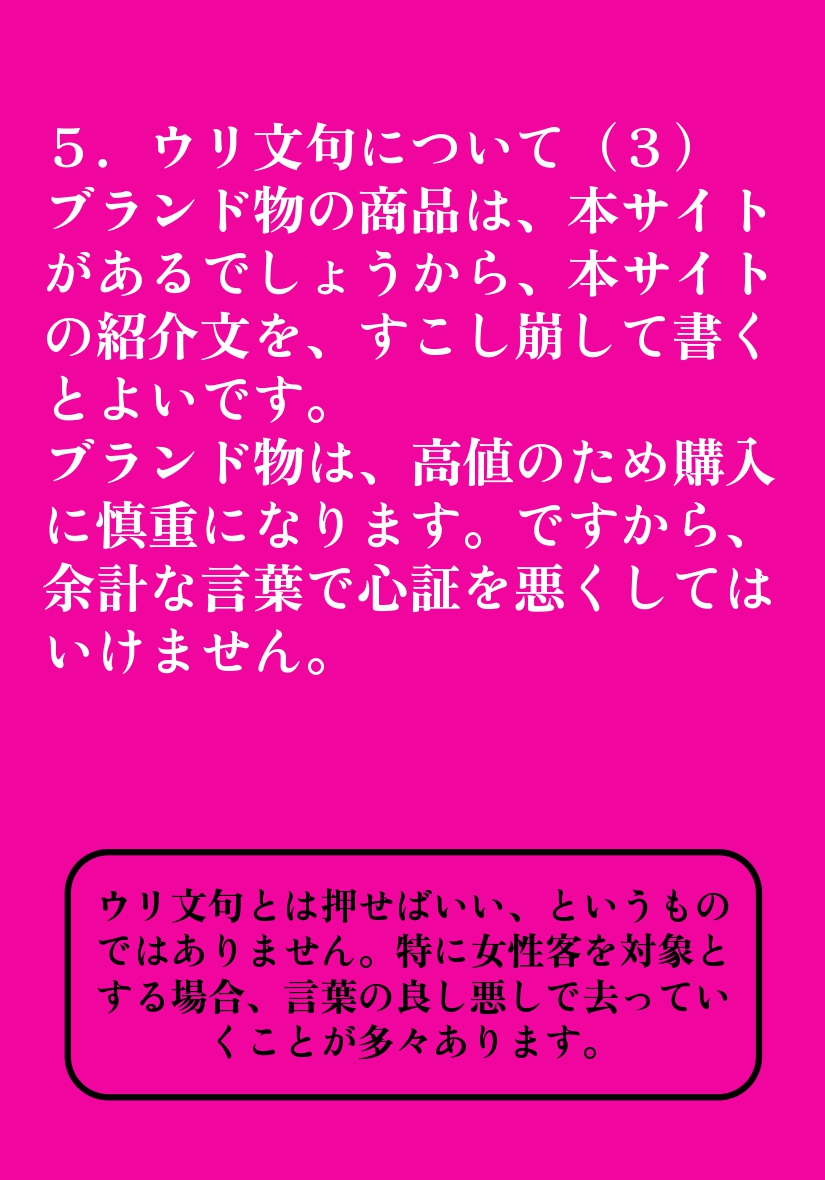 ５．ウリ文句について（３）
ブランド物の商品は、本サイト
があるでしょうから、本サイト
の紹介文を、すこし崩して書く
とよいです。
ブランド物は、高値のため購入
に慎重になります。ですから、
余計な言葉で心証を悪くしては
いけません。
ウリ文句とは押せばいい、というもの
ではありません。特に女性客を対象と
する場合、言葉の良し悪しで去ってい
くことが多々あります。